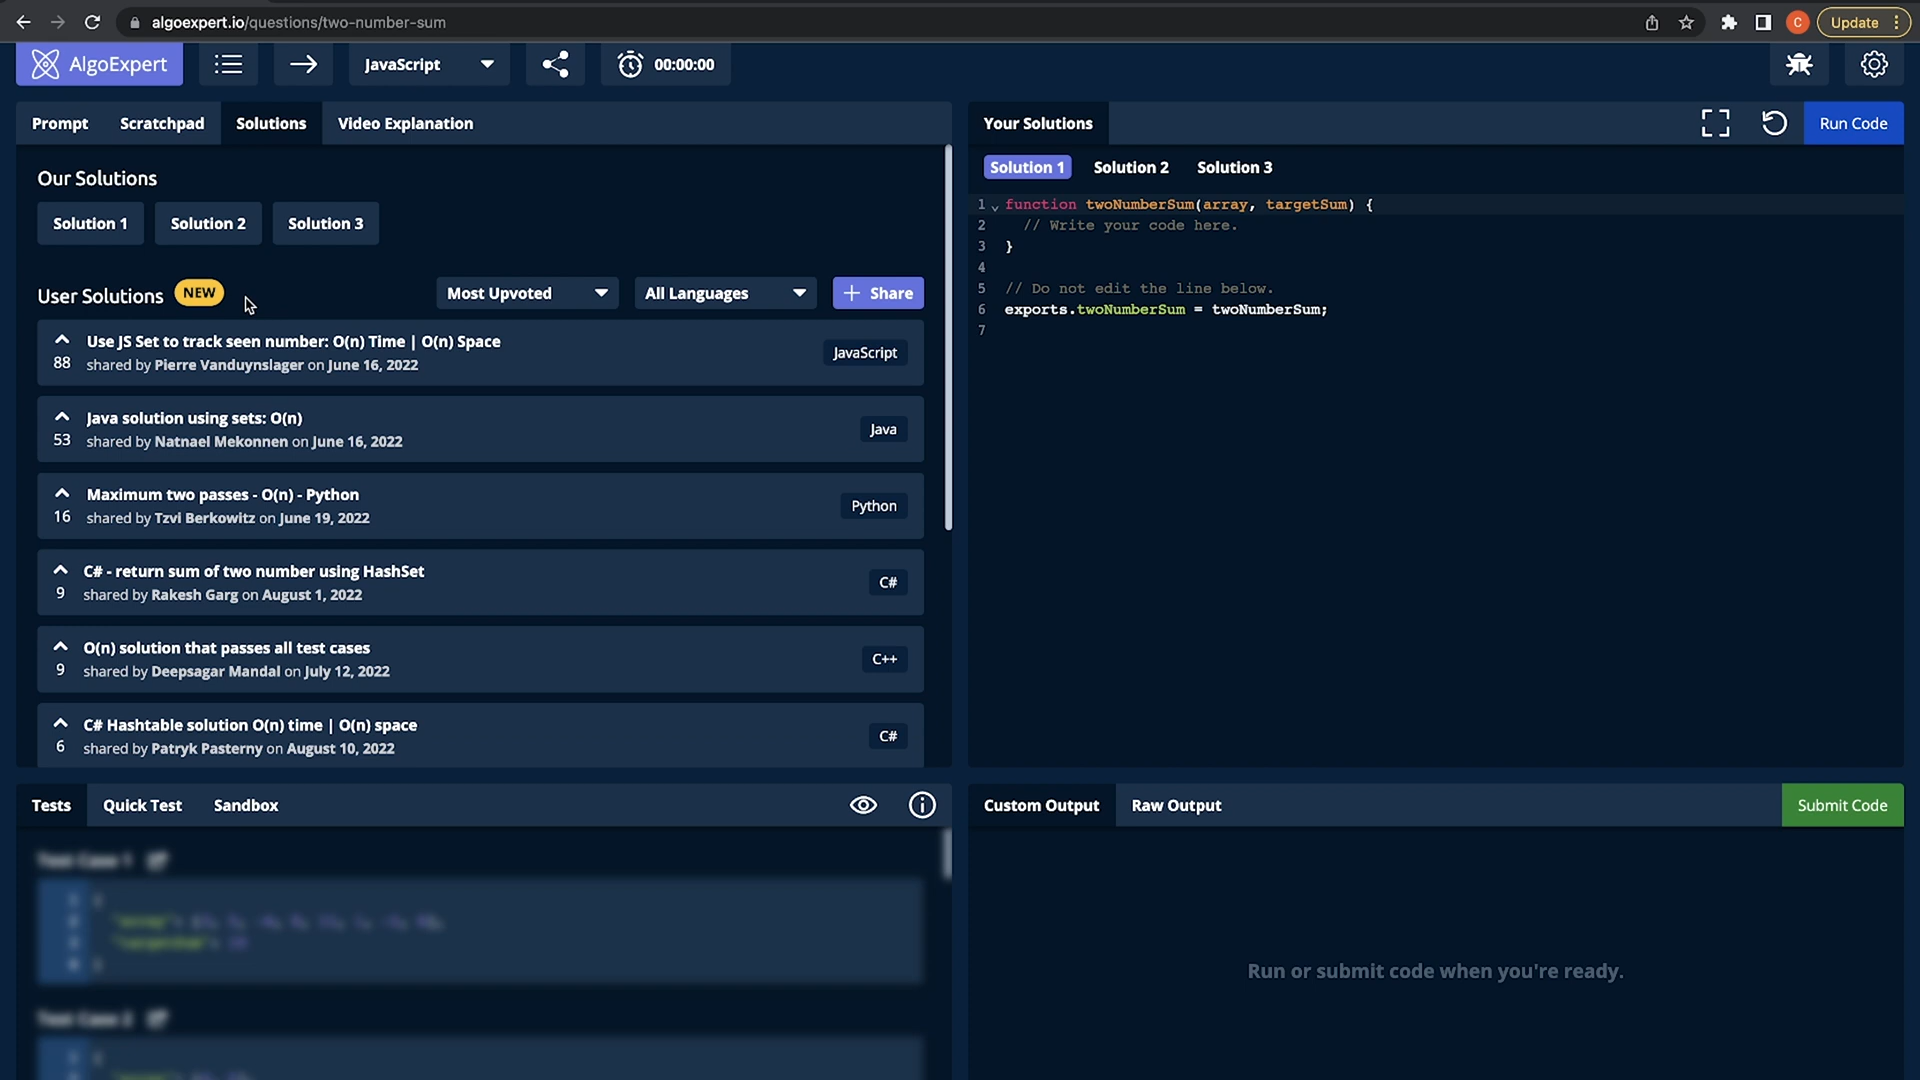 algoexpert.io/questions/two-number-sum
C
Update
AlgoExpert
JavaScript
00:00:00
Prompt
Scratchpad
Solutions
Video Explanation
Our Solutions
Solution 1
Solution 2
Solution 3
User Solutions
NEW
Most Upvoted
All Languages
+ Share
Use JS Set to track seen number: O(n) Time | O(n) Space
88
shared by Pierre Vanduynslager on June 16, 2022
JavaScript
Java solution using sets: O(n)
53
shared by Natnael Mekonnen on June 16, 2022
Java
Maximum two passes - O(n) - Python
16
shared by Tzvi Berkowitz on June 19, 2022
Python
C# - return sum of two number using HashSet
9
shared by Rakesh Garg on August 1, 2022
C#
O(n) solution that passes all test cases
9
shared by Deepsagar Mandal on July 12, 2022
C++
C# Hashtable solution O(n) time | O(n) space
6
shared by Patryk Pasterny on August 10, 2022
C#
Your Solutions
Run Code
Solution 1
Solution 2
Solution 3
1 function twoNumberSum(array, targetSum) {
2 // Write your code here.
3 }
4
5 // Do not edit the line below.
6 exports.twoNumberSum = twoNumberSum;
7
Tests
Quick Test
Sandbox
Test Case 1
Test Case 2
Custom Output
Raw Output
Submit Code
Run or submit code when you're ready.